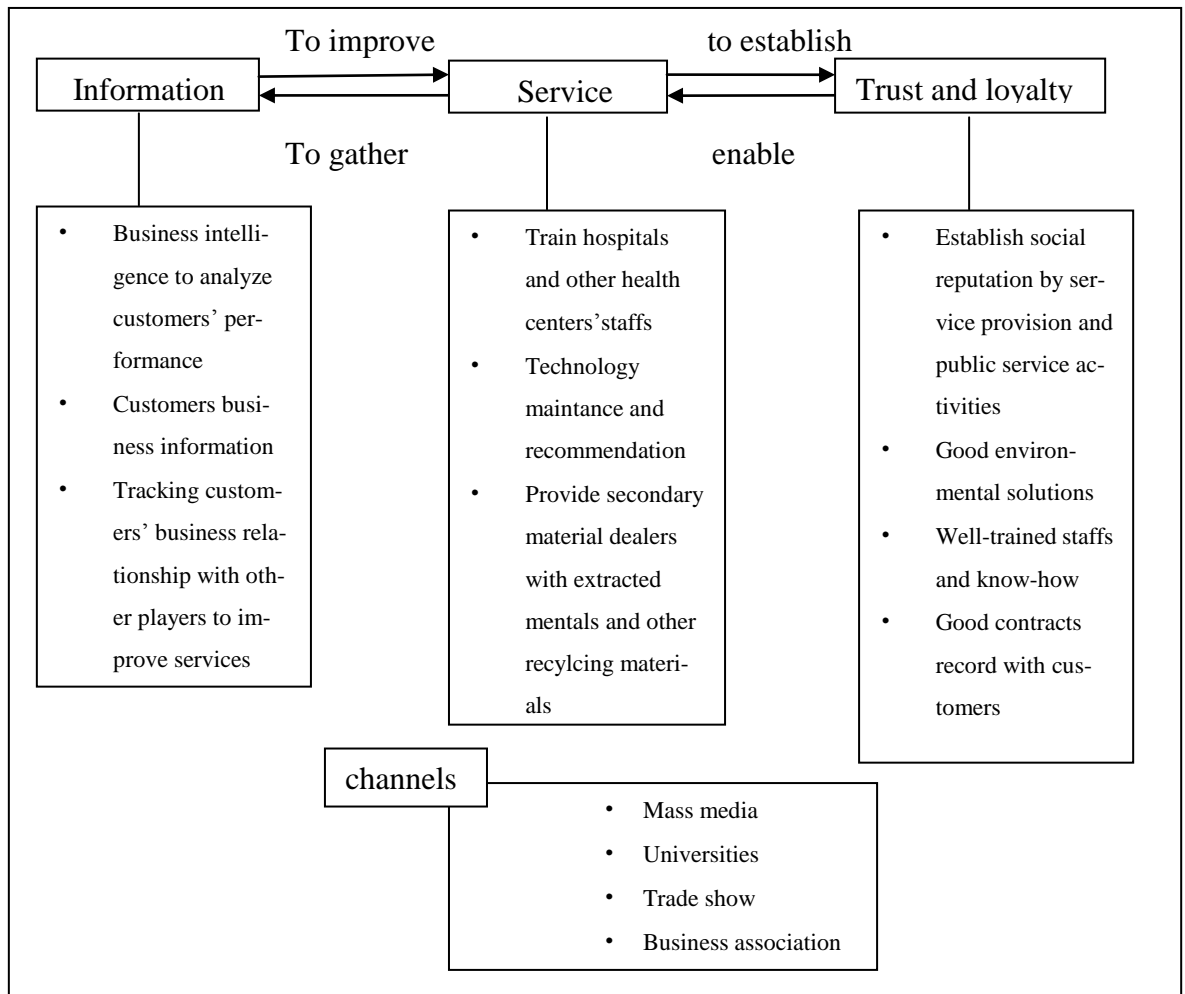 To improve
to establish
Information
Service
Trust and loyalty
To gather
enable
• Business intelli-
gence to analyze
customers’ per-
formance
• Customers busi-
ness information
• Tracking custom-
ers’ business rela-
tionship with oth-
er players to im-
prove services
• Train hospitals
and other health
centers’staffs
• Technology
maintance and
recommendation
• Provide secondary
material dealers
with extracted
mentals and other
recylcing materi-
als
• Establish social
reputation by ser-
vice provision and
public service ac-
tivities
• Good environ-
mental solutions
• Well-trained staffs
and know-how
• Good contracts
record with cus-
tomers
channels
• Mass media
• Universities
• Trade show
• Business association